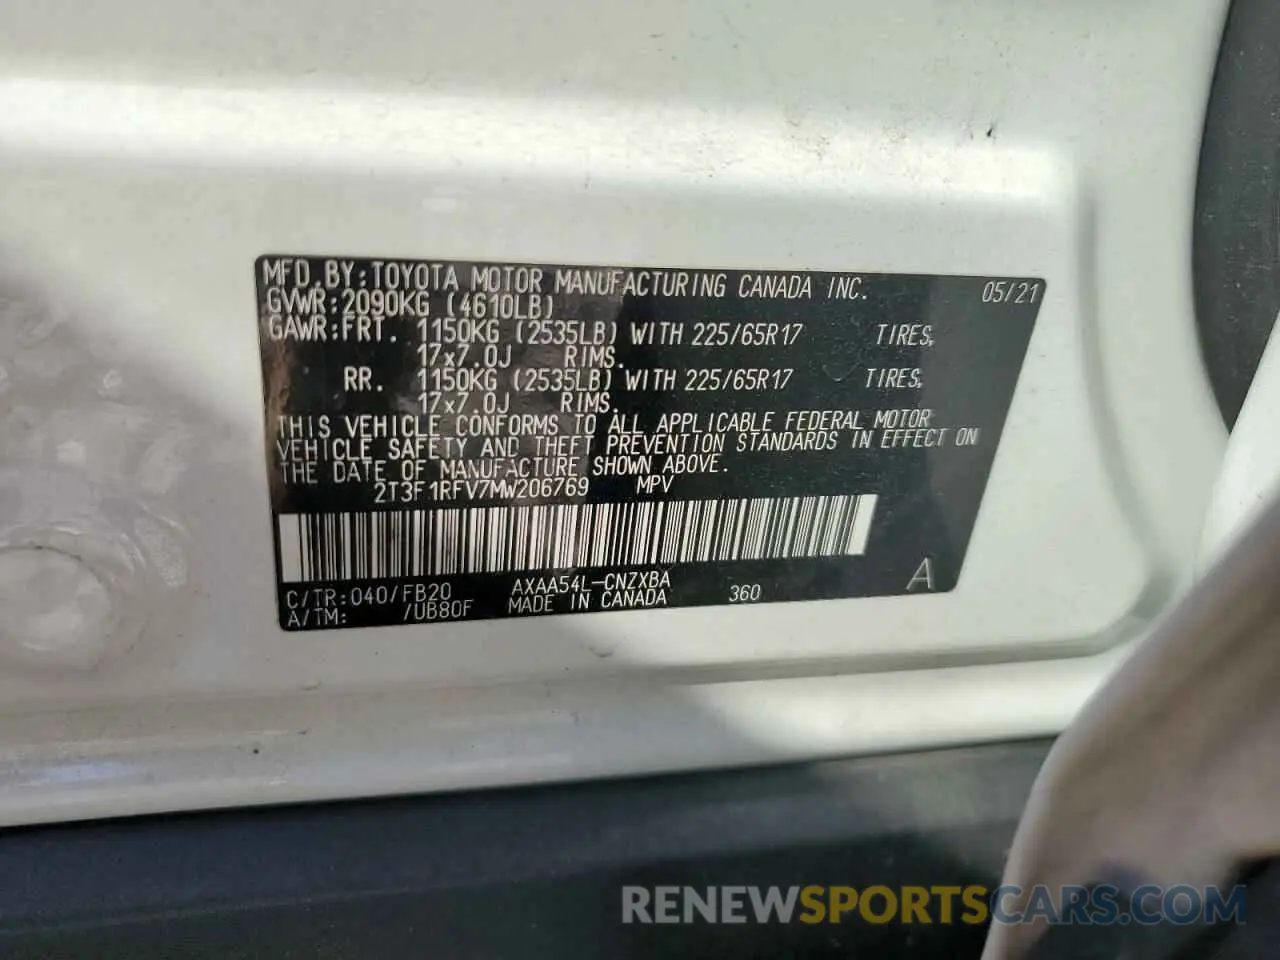 MFD.BY:TOYOTA MOTOR MANUFACTURING CANADA INC. 05/21
GVWR:2090KG (4610LB)
GAWR:FRT. 1150KG (2535LB) WITH 225/65R17 TIRES,
17x7.0J RIMS.
RR. 1150KG (2535LB) WITH 225/65R17 TIRES,
17x7.0J RIMS.
THIS VEHICLE CONFORMS TO ALL APPLICABLE FEDERAL MOTOR
VEHICLE SAFETY AND THEFT PREVENTION STANDARDS IN EFFECT ON
THE DATE OF MANUFACTURE SHOWN ABOVE.
2T3F1RFV7MW206769 MPV
C/TR:040/FB20 AXAA54L-CNZXBA 360 A
A/TM: /UB80F MADE IN CANADA
RENEWSPORTSCARS.COM